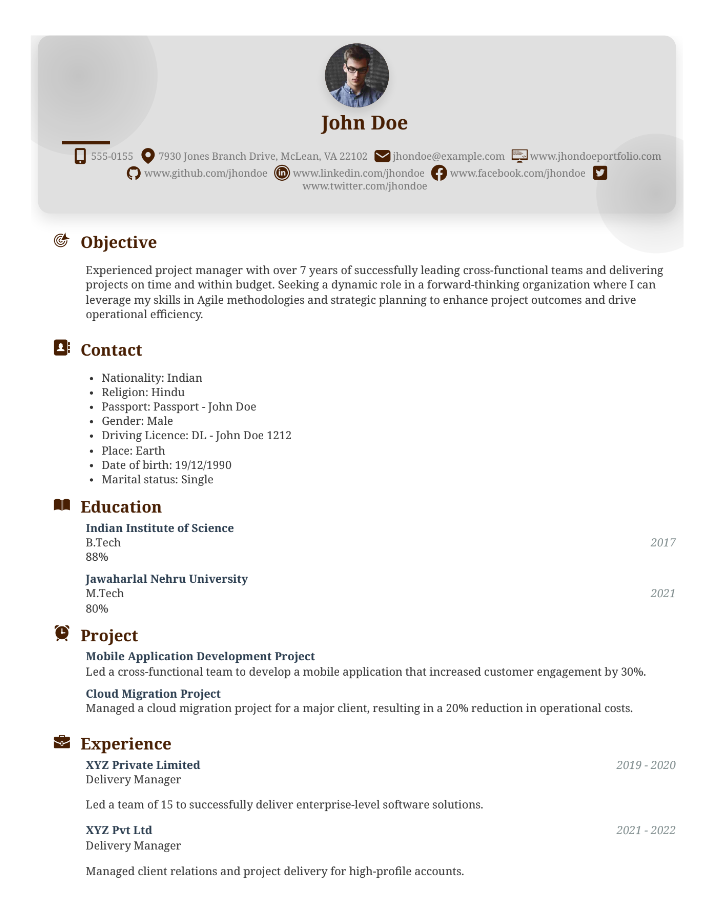 John Doe
555-0155 7930 Jones Branch Drive, McLean, VA 22102 jhondoe@example.com www.jhondoeportfolio.com
www.github.com/jhondoe www.linkedin.com/jhondoe www.facebook.com/jhondoe
www.twitter.com/jhondoe
Objective
Experienced project manager with over 7 years of successfully leading cross-functional teams and delivering
projects on time and within budget. Seeking a dynamic role in a forward-thinking organization where I can
leverage my skills in Agile methodologies and strategic planning to enhance project outcomes and drive
operational efficiency.
Contact
• Nationality: Indian
• Religion: Hindu
• Passport: Passport - John Doe
• Gender: Male
• Driving Licence: DL - John Doe 1212
• Place: Earth
• Date of birth: 19/12/1990
• Marital status: Single
Education
Indian Institute of Science
B.Tech 2017
88%
Jawaharlal Nehru University
M.Tech 2021
80%
Project
Mobile Application Development Project
Led a cross-functional team to develop a mobile application that increased customer engagement by 30%.
Cloud Migration Project
Managed a cloud migration project for a major client, resulting in a 20% reduction in operational costs.
Experience
XYZ Private Limited 2019 - 2020
Delivery Manager
Led a team of 15 to successfully deliver enterprise-level software solutions.
XYZ Pvt Ltd 2021 - 2022
Delivery Manager
Managed client relations and project delivery for high-profile accounts.